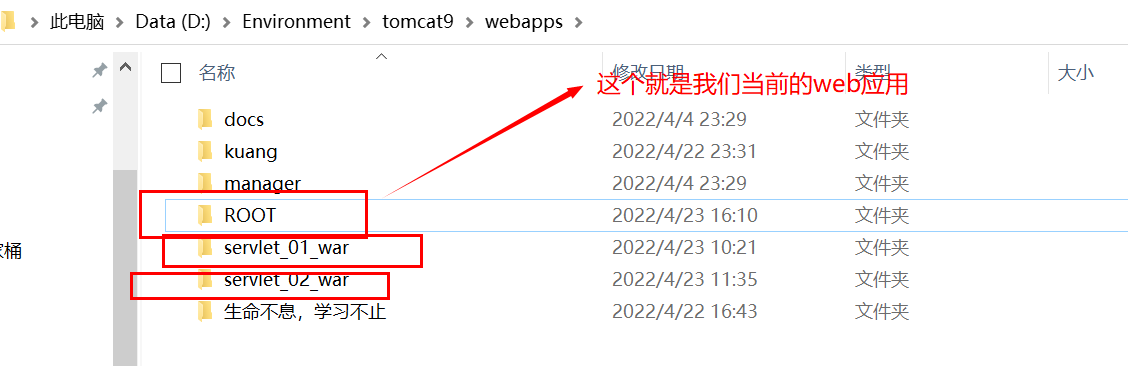 此电脑 > Data (D:) > Environment > tomcat9 > webapps >
名称 修改日期 类型 大小
这个就是我们当前的web应用
docs 2022/4/4 23:29 文件夹
kuang 2022/4/22 23:31 文件夹
manager 2022/4/4 23:29 文件夹
ROOT 2022/4/23 16:10 文件夹
servlet_01_war 2022/4/23 10:21 文件夹
家桶
servlet_02_war 2022/4/23 11:35 文件夹
生命不息，学习不止 2022/4/22 16:43 文件夹